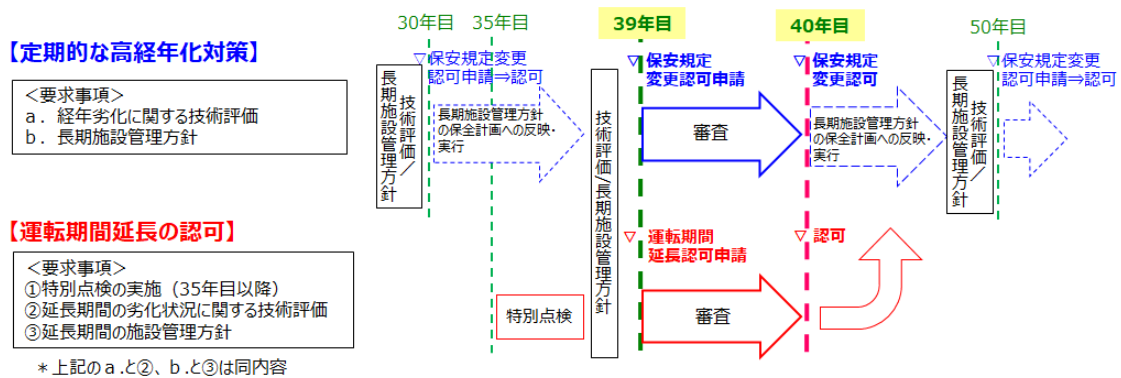 30年目
35年目
39年目
40年目
50年目
【定期的な高経年化対策】
＜要求事項＞
a．経年劣化に関する技術評価
b．長期施設管理方針
▽保安規定変更
認可申請⇒認可
技術評価/
長期施設管理方針
長期施設管理方針
の保全計画への反映・
実行
技術評価/長期施設管理方針
▽保安規定
変更認可申請
審査
▽保安規定
変更認可
長期施設管理方針
の保全計画への反映・
実行
技術評価/
長期施設管理方針
▽保安規定変更
認可申請⇒認可
【運転期間延長の認可】
＜要求事項＞
①特別点検の実施（35年目以降）
②延長期間の劣化状況に関する技術評価
③延長期間の施設管理方針
＊上記のａ.と②、ｂ.と③は同内容
特別点検
▽ 運転期間
延長認可申請
審査
▽ 認可